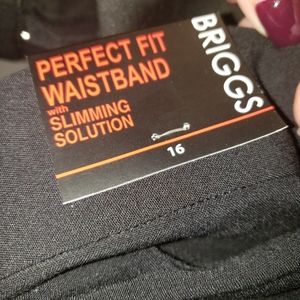 PERFECT FIT
WAISTBAND
with
SLIMMING
SOLUTION
BRIGGS
16